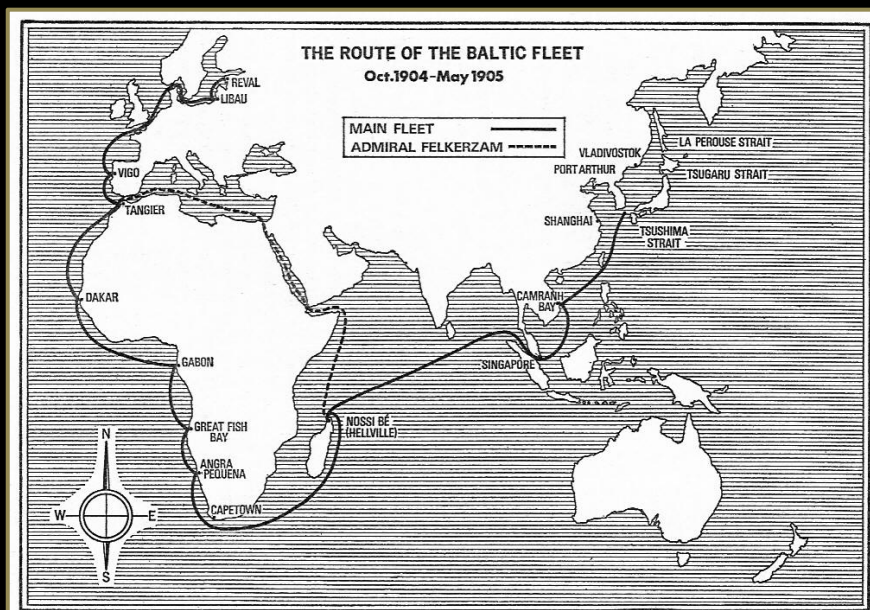 THE ROUTE OF THE BALTIC FLEET
Oct.1904-May 1905
MAIN FLEET
ADMIRAL FELKERZAM
REVAL
LIBAU
VIGO
TANGIER
DAKAR
GABON
GREAT FISH
BAY
ANGRA
PEQUENA
CAPETOWN
NOSSI BÉ
(HELLVILLE)
SINGAPORE
CAMRANH
BAY
SHANGHAI
TSUSHIMA
STRAIT
PORT ARTHUR
VLADIVOSTOK
TSUGARU STRAIT
LA PEROUSE STRAIT
N
W
E
S